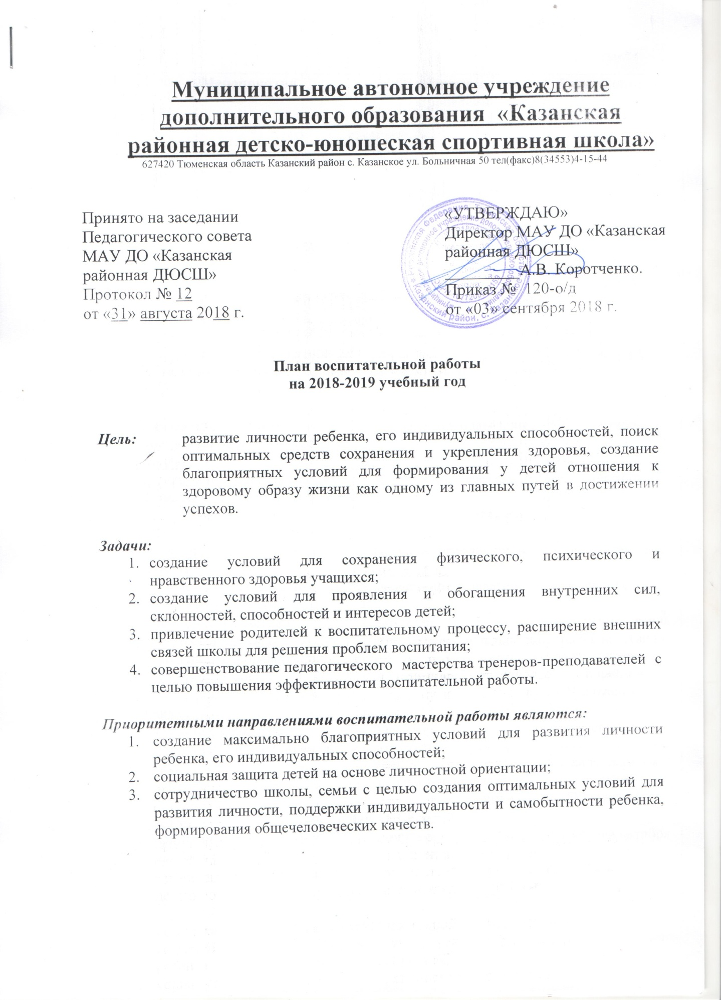 Муниципальное автономное учреждение
дополнительного образования «Казанская
районная детско-юношеская спортивная школа»
627420 Тюменская область Казанский район с. Казанское ул. Больничная 50 тел(факс)8(34553)4-15-44
Принято на заседании
Педагогического совета
МАУ ДО «Казанская
районная ДЮСШ»
Протокол № 12
от «31» августа 2018 г.
«УТВЕРЖДАЮ»
Директор МАУ ДО «Казанская
районная ДЮСШ»
_________А.В. Коротченко.
Приказ № 120-о/д
от «03» сентября 2018 г.
План воспитательной работы
на 2018-2019 учебный год
Цель: развитие личности ребенка, его индивидуальных способностей, поиск
оптимальных средств сохранения и укрепления здоровья, создание
благоприятных условий для формирования у детей отношения к
здоровому образу жизни как одному из главных путей в достижении
успехов.
Задачи:
1. создание условий для сохранения физического, психического и
нравственного здоровья учащихся;
2. создание условий для проявления и обогащения внутренних сил,
склонностей, способностей и интересов детей;
3. привлечение родителей к воспитательному процессу, расширение внешних
связей школы для решения проблем воспитания;
4. совершенствование педагогического мастерства тренеров-преподавателей с
целью повышения эффективности воспитательной работы.
Приоритетными направлениями воспитательной работы являются:
1. создание максимально благоприятных условий для развития личности
ребенка, его индивидуальных способностей;
2. социальная защита детей на основе личностной ориентации;
3. сотрудничество школы, семьи с целью создания оптимальных условий для
развития личности, поддержки индивидуальности и самобытности ребенка,
формирования общечеловеческих качеств.